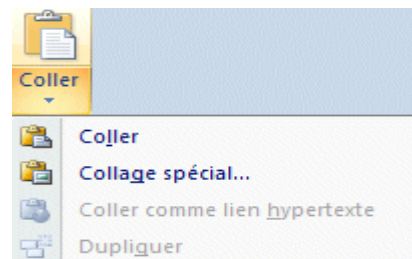 Coller
Coller
Collage spécial...
Coller comme lien hypertexte
Dupliquer